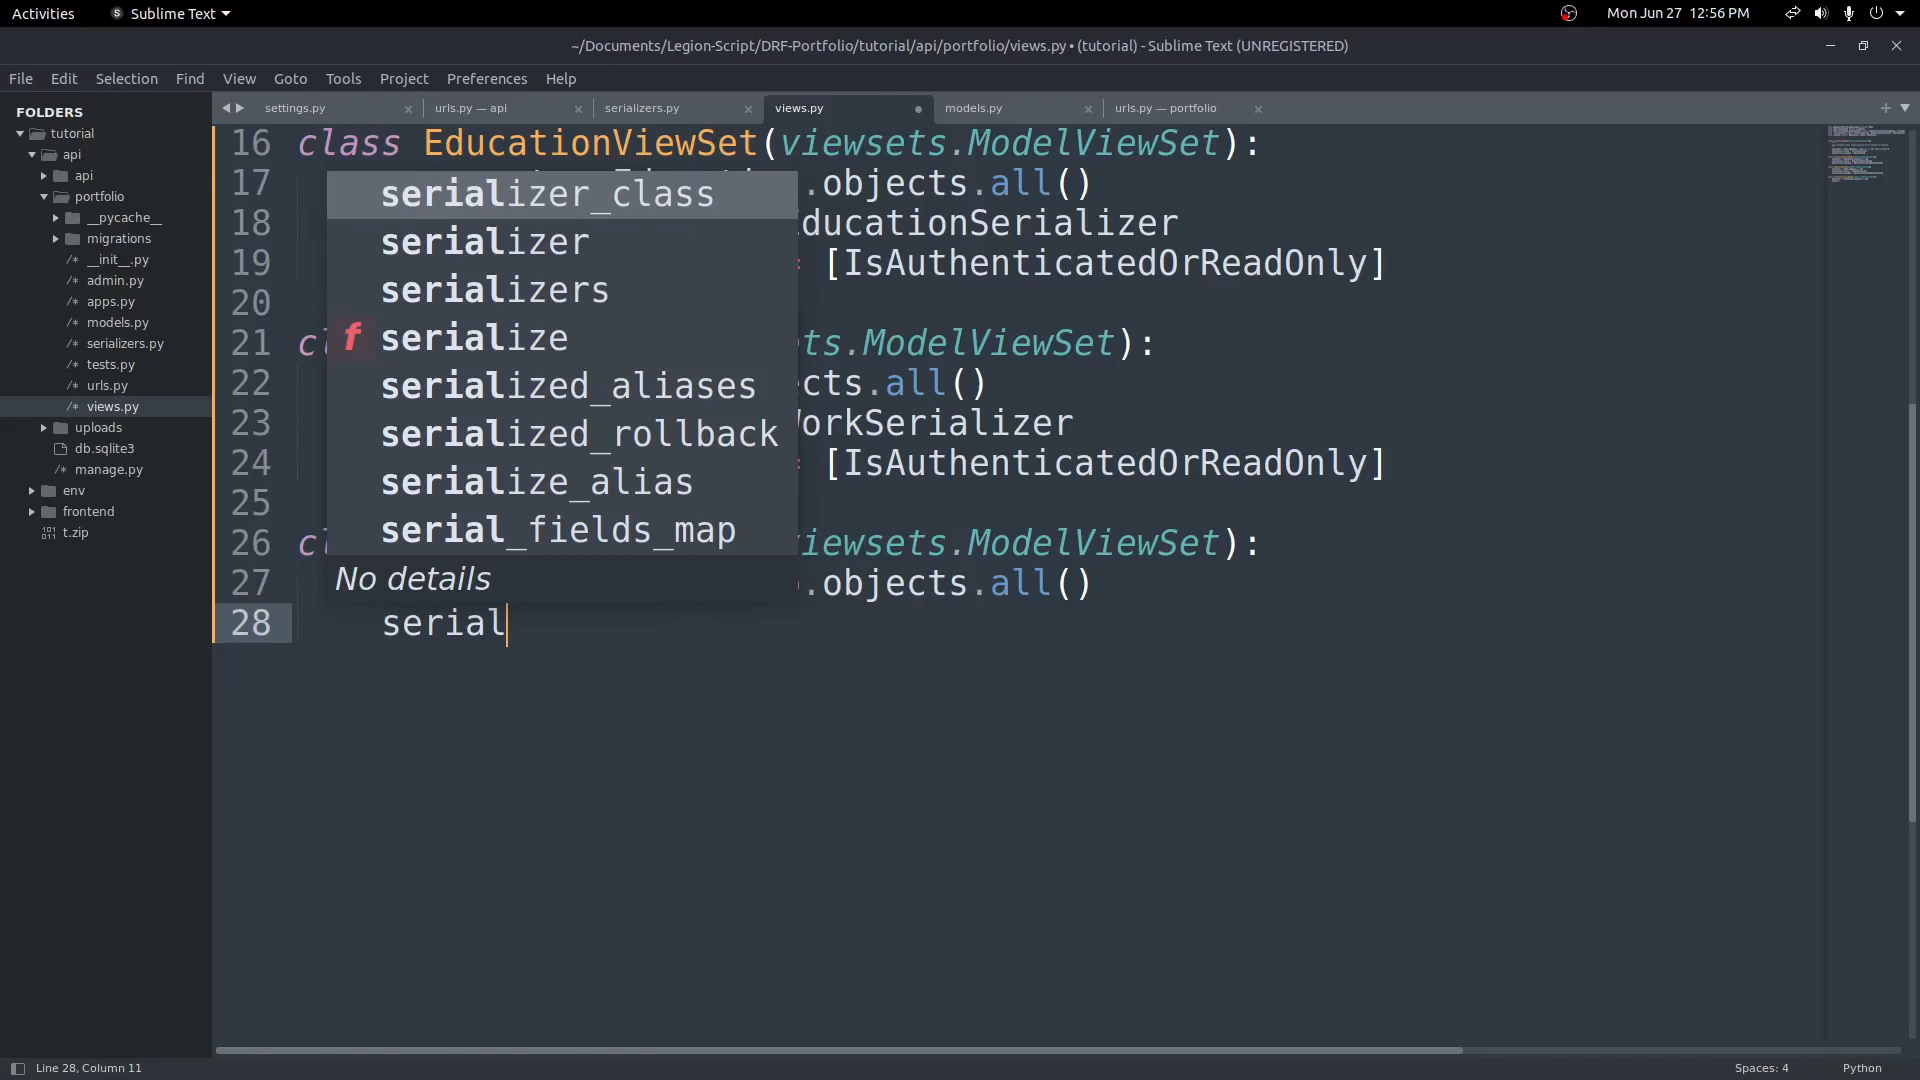 Activities
Sublime Text
Mon Jun 27 12:56 PM
~/Documents/Legion-Script/DRF-Portfolio/tutorial/api/portfolio/views.py • (tutorial) - Sublime Text (UNREGISTERED)
File Edit Selection Find View Goto Tools Project Preferences Help
FOLDERS
tutorial
api
api
portfolio
__pycache__
migrations
__init__.py
admin.py
apps.py
models.py
serializers.py
tests.py
urls.py
views.py
uploads
db.sqlite3
manage.py
env
frontend
t.zip
settings.py
urls.py — api
serializers.py
views.py
models.py
urls.py — portfolio
16 class EducationViewSet(viewsets.ModelViewSet):
17 .objects.all()
18 ducationSerializer
19 = [IsAuthenticatedOrReadOnly]
20
21 cl ts.ModelViewSet):
22 cts.all()
23 orkSerializer
24 = [IsAuthenticatedOrReadOnly]
25
26 cl iewsets.ModelViewSet):
27 .objects.all()
28 serial
serializer_class
serializer
serializers
f serialize
serialized_aliases
serialized_rollback
serialize_alias
serial_fields_map
No details
Line 28, Column 11
Spaces: 4
Python